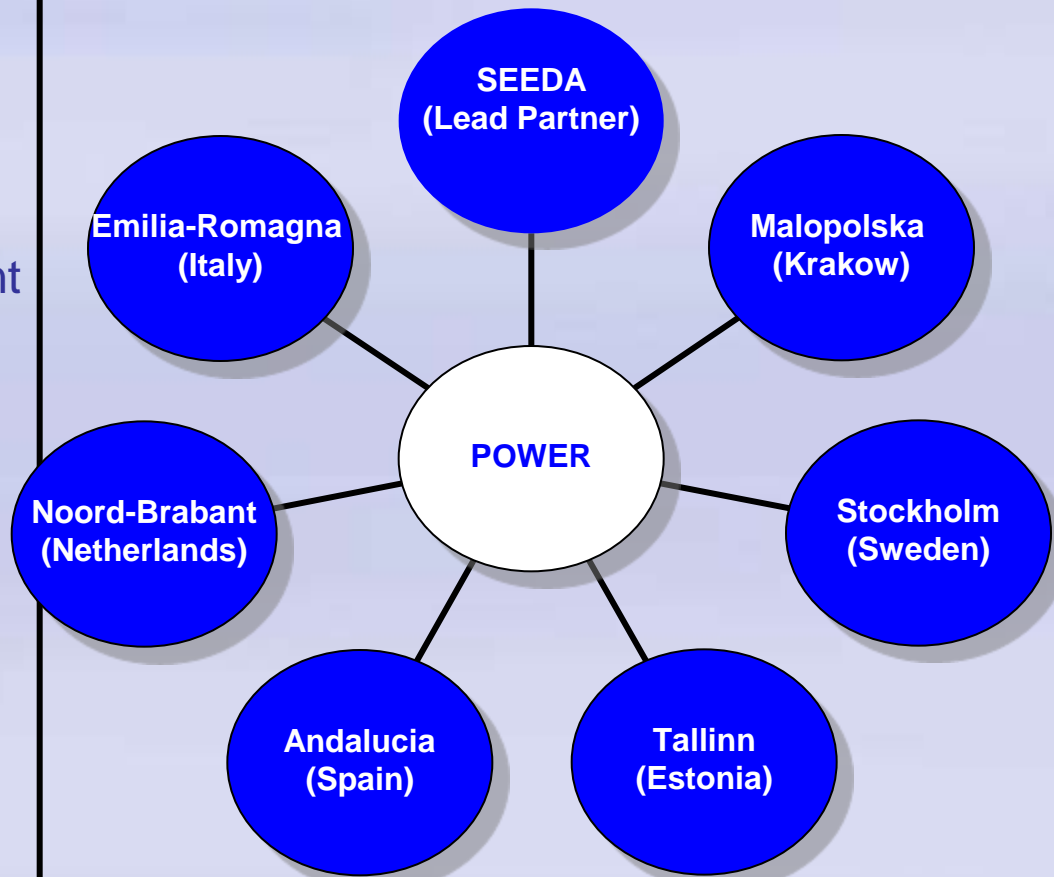 SEEDA
(Lead Partner)
Emilia-Romagna
(Italy)
Malopolska
(Krakow)
POWER
Noord-Brabant
(Netherlands)
Stockholm
(Sweden)
Andalucia
(Spain)
Tallinn
(Estonia)